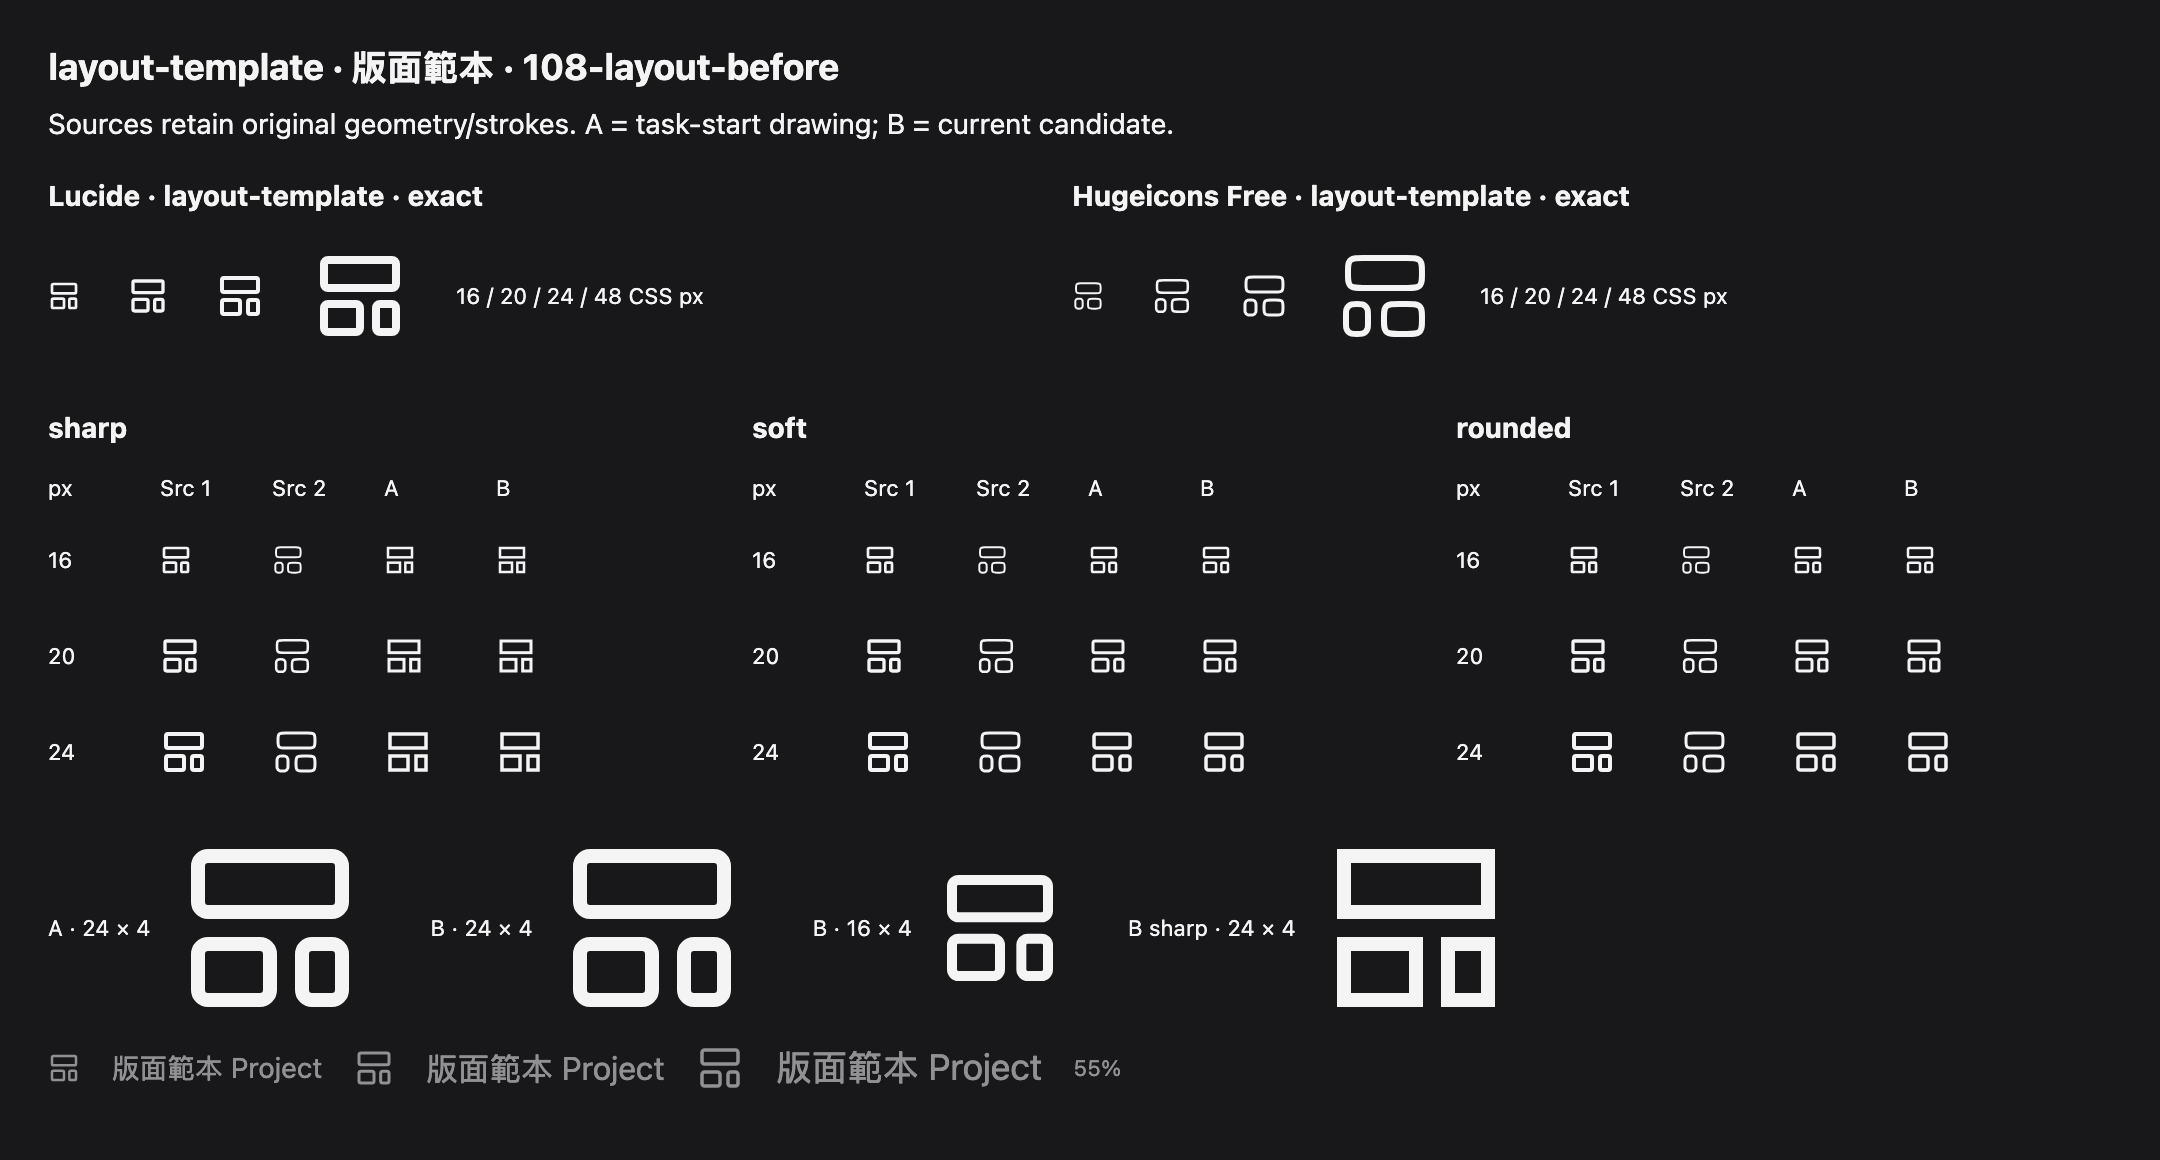 layout-template · 版面範本 · 108-layout-before
Sources retain original geometry/strokes. A = task-start drawing; B = current candidate.
Lucide · layout-template · exact
16 / 20 / 24 / 48 CSS px
Hugeicons Free · layout-template · exact
16 / 20 / 24 / 48 CSS px
sharp
px Src 1 Src 2 A B
16
20
24
soft
px Src 1 Src 2 A B
16
20
24
rounded
px Src 1 Src 2 A B
16
20
24
A · 24 × 4
B · 24 × 4
B · 16 × 4
B sharp · 24 × 4
版面範本 Project 版面範本 Project 版面範本 Project 55%